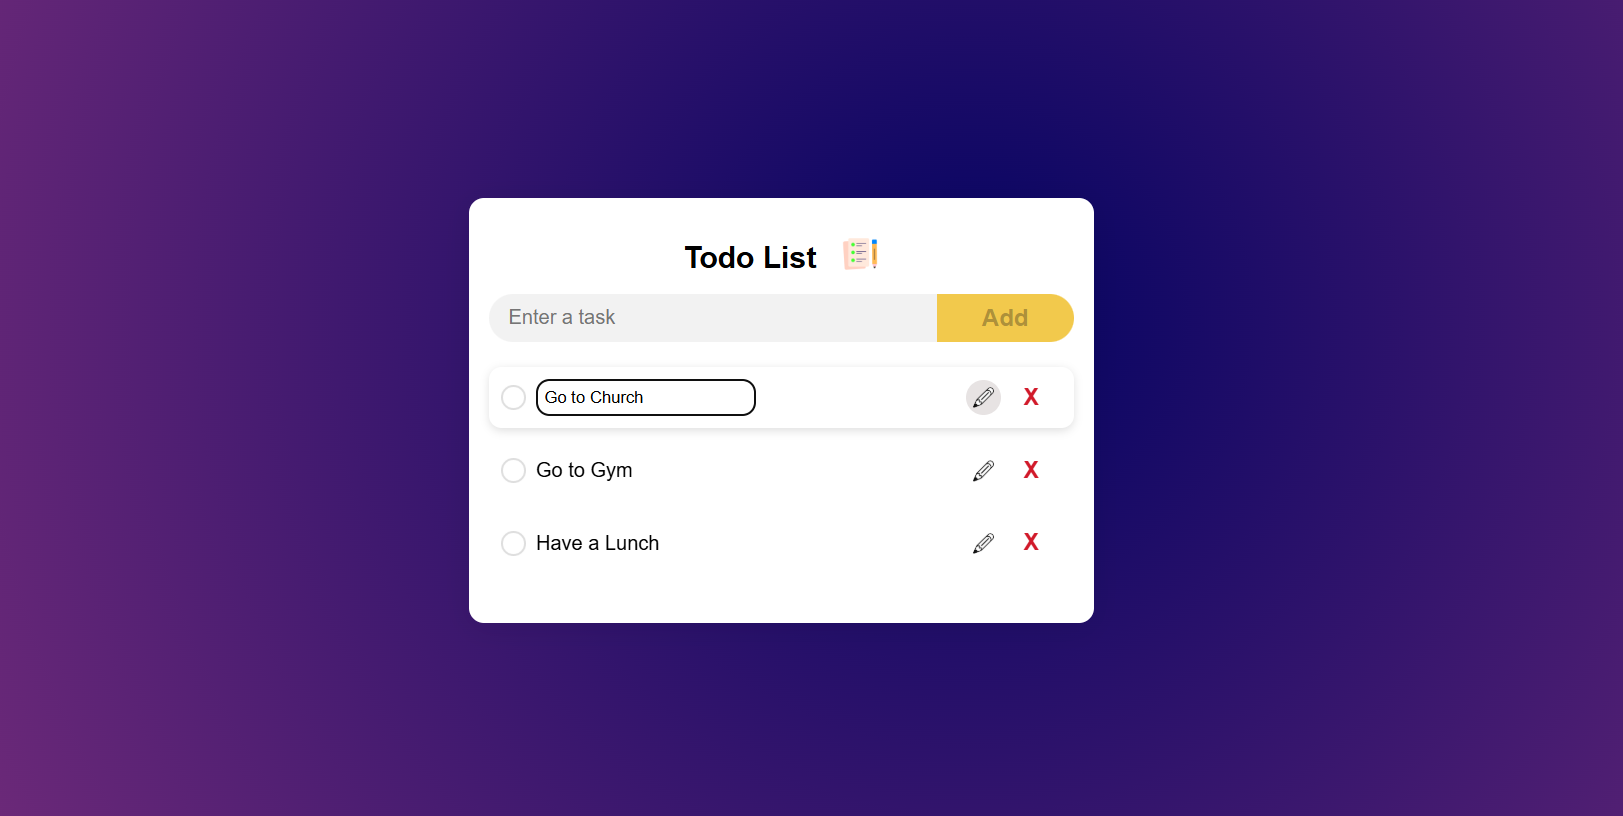 Todo List
Enter a task
Add
Go to Church
X
Go to Gym
X
Have a Lunch
X